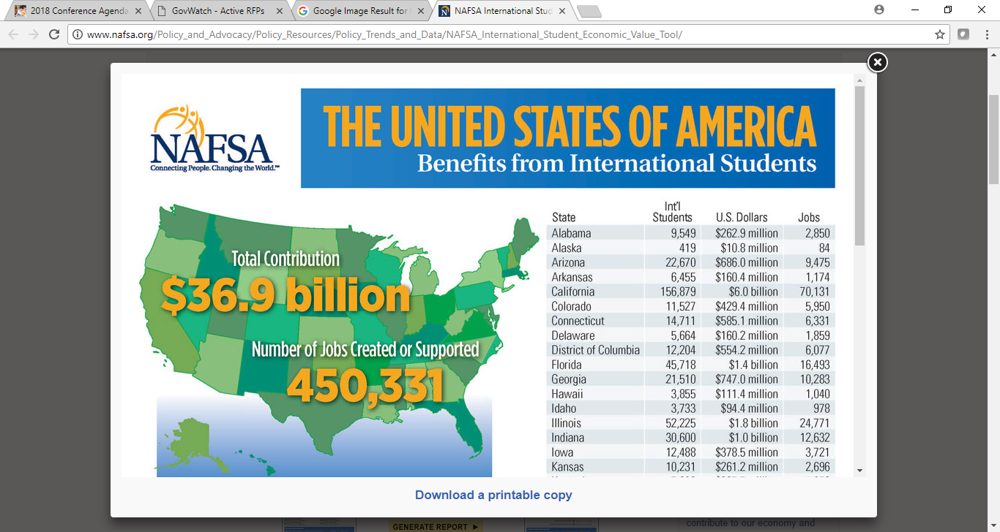 2018 Conference Agenda
GovWatch - Active RFPs
Google Image Result for
NAFSA International Stud
www.nafsa.org/Policy_and_Advocacy/Policy_Resources/Policy_Trends_and_Data/NAFSA_International_Student_Economic_Value_Tool/
NAFSA
Connecting People. Changing the World.™
THE UNITED STATES OF AMERICA
Benefits from International Students
Total Contribution
$36.9 billion
Number of Jobs Created or Supported
450,331
State Int'l Students U.S. Dollars Jobs
Alabama 9,549 $262.9 million 2,850
Alaska 419 $10.8 million 84
Arizona 22,670 $686.0 million 9,475
Arkansas 6,455 $160.4 million 1,174
California 156,879 $6.0 billion 70,131
Colorado 11,527 $429.4 million 5,950
Connecticut 14,711 $585.1 million 6,331
Delaware 5,664 $160.2 million 1,859
District of Columbia 12,204 $554.2 million 6,077
Florida 45,718 $1.4 billion 16,493
Georgia 21,510 $747.0 million 10,283
Hawaii 3,855 $111.4 million 1,040
Idaho 3,733 $94.4 million 978
Illinois 52,225 $1.8 billion 24,771
Indiana 30,600 $1.0 billion 12,632
Iowa 12,488 $378.5 million 3,721
Kansas 10,231 $261.2 million 2,696
Download a printable copy
GENERATE REPORT
contribute to our economy and